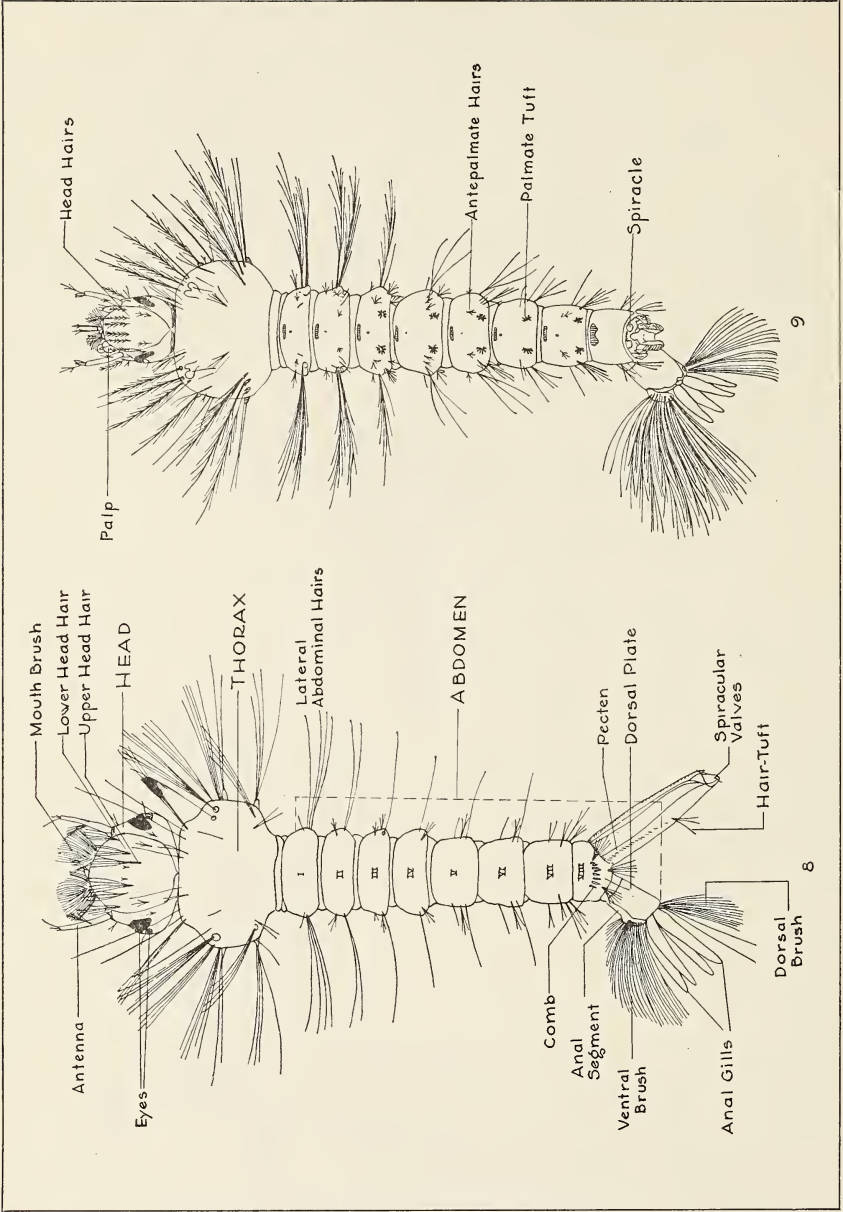 Mouth Brush
Lower Head Hair
Upper Head Hair
HEAD
Antenna
Eyes
THORAX
Lateral
Abdominal Hairs
ABDOMEN
I
II
III
IV
V
VI
VII
VIII
Comb
Anal
Segment
Ventral
Brush
Anal Gills
Pecten
Dorsal Plate
Spiracular
Valves
Hair-Tuft
Dorsal
Brush
8
Head Hairs
Palp
Antepalmate Hairs
Palmate Tuft
Spiracle
9